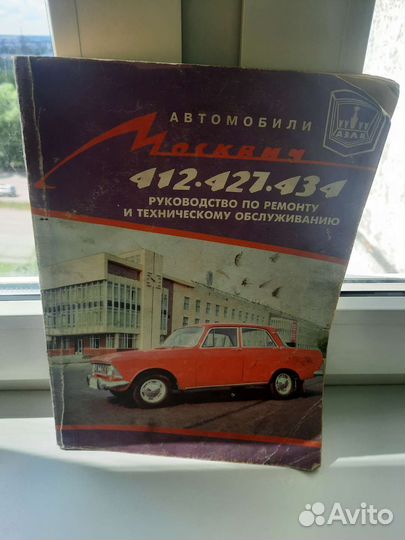 АВТОМОБИЛИ
АЗЛК
Москвич
412·427·434
РУКОВОДСТВО ПО РЕМОНТУ
И ТЕХНИЧЕСКОМУ ОБСЛУЖИВАНИЮ
Avito